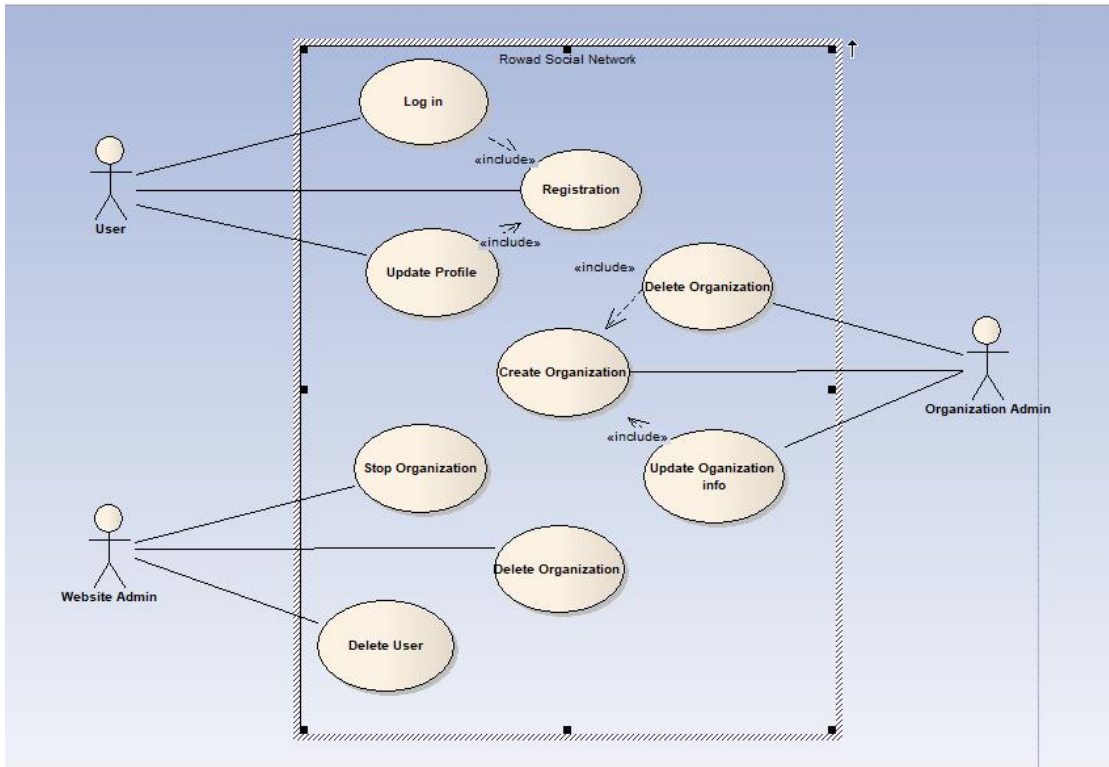 Rowad Social Network
Log in
«include»
Registration
User
«include»
Update Profile
«include»
Delete Organization
Create Organization
Organization Admin
«include»
Stop Organization
Update Oganization
info
Delete Organization
Website Admin
Delete User